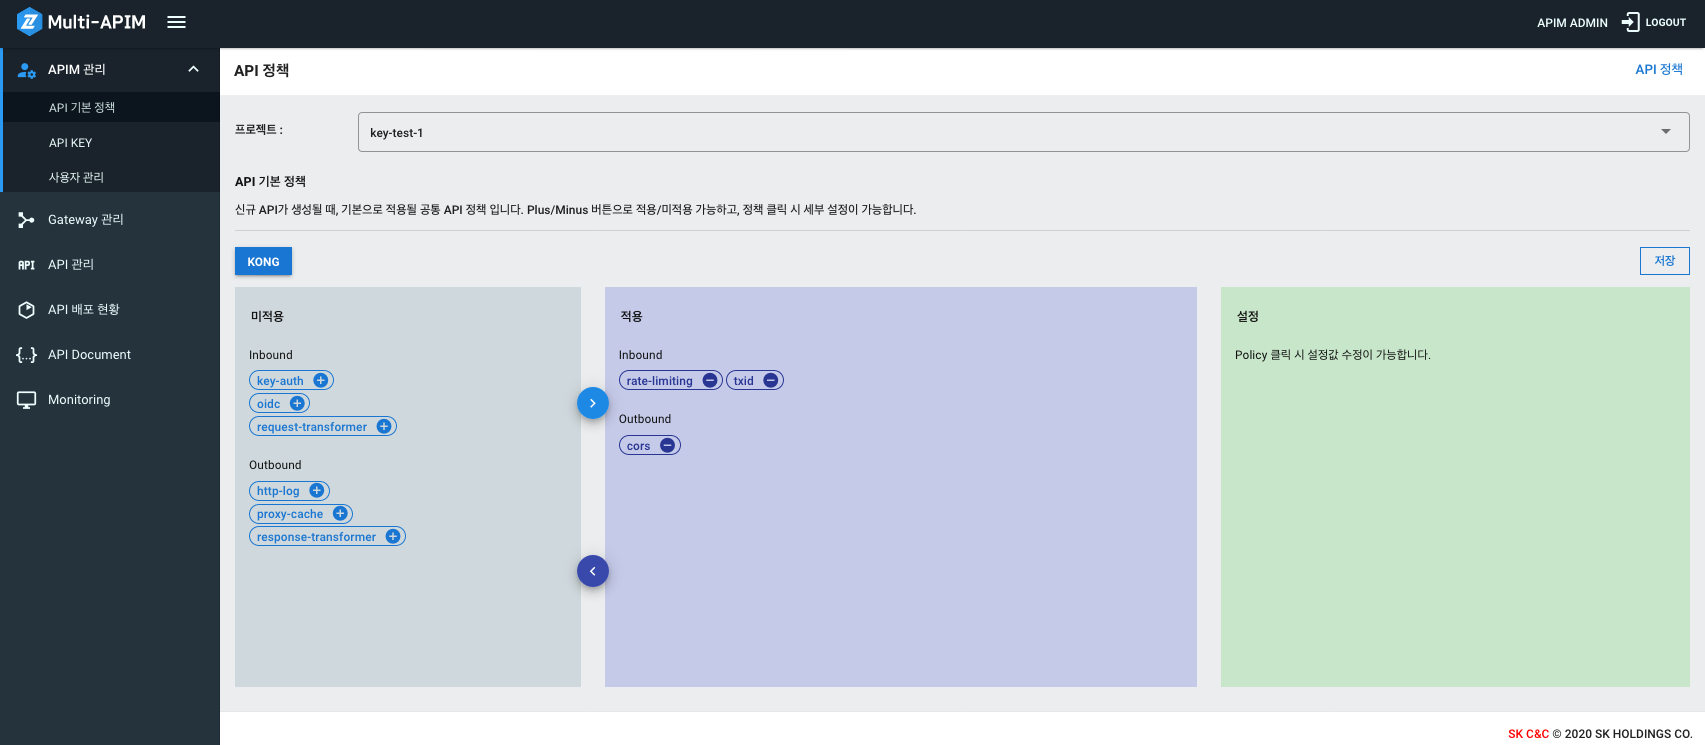 Multi-APIM
APIM ADMIN
LOGOUT
APIM 관리
API 기본 정책
API KEY
사용자 관리
Gateway 관리
API API 관리
API 배포 현황
{...} API Document
Monitoring
API 정책
API 정책
프로젝트 :
key-test-1
API 기본 정책
신규 API가 생성될 때, 기본으로 적용될 공통 API 정책 입니다. Plus/Minus 버튼으로 적용/미적용 가능하고, 정책 클릭 시 세부 설정이 가능합니다.
KONG
저장
미적용
Inbound
key-auth
oidc
request-transformer
Outbound
http-log
proxy-cache
response-transformer
적용
Inbound
rate-limiting txid
Outbound
cors
설정
Policy 클릭 시 설정값 수정이 가능합니다.
SK C&C © 2020 SK HOLDINGS CO.